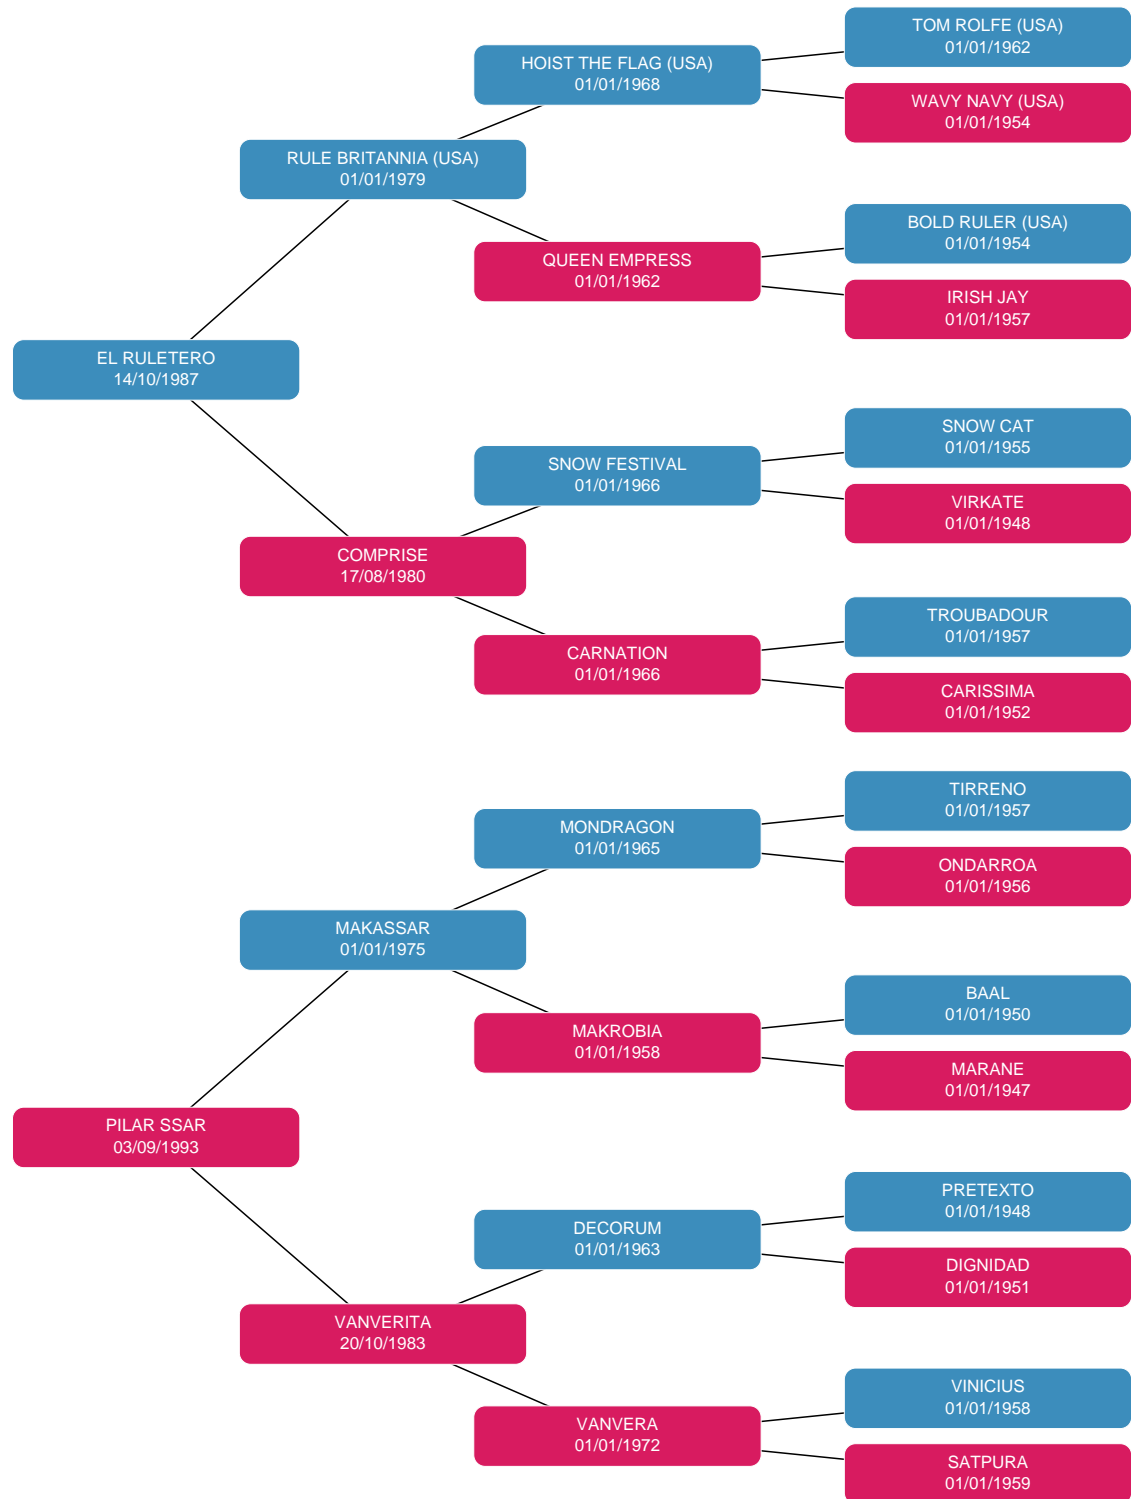 TOM ROLFE (USA)
01/01/1962
HOIST THE FLAG (USA)
01/01/1968
WAVY NAVY (USA)
01/01/1954
RULE BRITANNIA (USA)
01/01/1979
BOLD RULER (USA)
01/01/1954
QUEEN EMPRESS
01/01/1962
IRISH JAY
01/01/1957
EL RULETERO
14/10/1987
SNOW CAT
01/01/1955
SNOW FESTIVAL
01/01/1966
VIRKATE
01/01/1948
COMPRISE
17/08/1980
TROUBADOUR
01/01/1957
CARNATION
01/01/1966
CARISSIMA
01/01/1952
TIRRENO
01/01/1957
MONDRAGON
01/01/1965
ONDARROA
01/01/1956
MAKASSAR
01/01/1975
BAAL
01/01/1950
MAKROBIA
01/01/1958
MARANE
01/01/1947
PILAR SSAR
03/09/1993
PRETEXTO
01/01/1948
DECORUM
01/01/1963
DIGNIDAD
01/01/1951
VANVERITA
20/10/1983
VINICIUS
01/01/1958
VANVERA
01/01/1972
SATPURA
01/01/1959